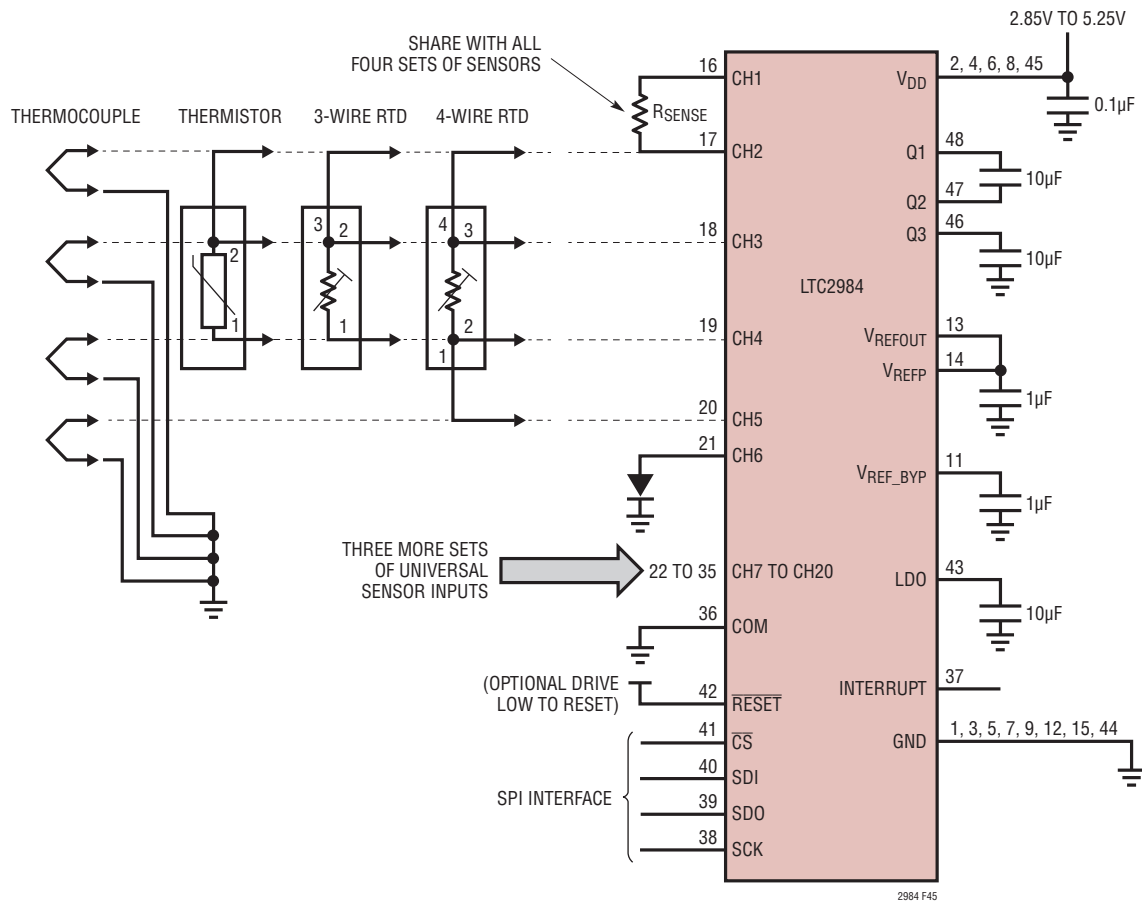 2.85V TO 5.25V
SHARE WITH ALL
FOUR SETS OF SENSORS
THERMOCOUPLE
THERMISTOR
3-WIRE RTD
4-WIRE RTD
RSENSE
16
CH1
17
CH2
18
CH3
19
CH4
20
CH5
21
CH6
3
2
1
4
3
2
1
2
1
THREE MORE SETS
OF UNIVERSAL
SENSOR INPUTS
22 TO 35
CH7 TO CH20
36
COM
(OPTIONAL DRIVE
LOW TO RESET)
42
RESET
41
CS
SPI INTERFACE
40
SDI
39
SDO
38
SCK
LTC2984
VDD
2, 4, 6, 8, 45
0.1µF
Q1
48
10µF
Q2
47
Q3
46
10µF
VREFOUT
13
VREFP
14
1µF
VREF_BYP
11
1µF
LDO
43
10µF
INTERRUPT
37
GND
1, 3, 5, 7, 9, 12, 15, 44
2984 F45